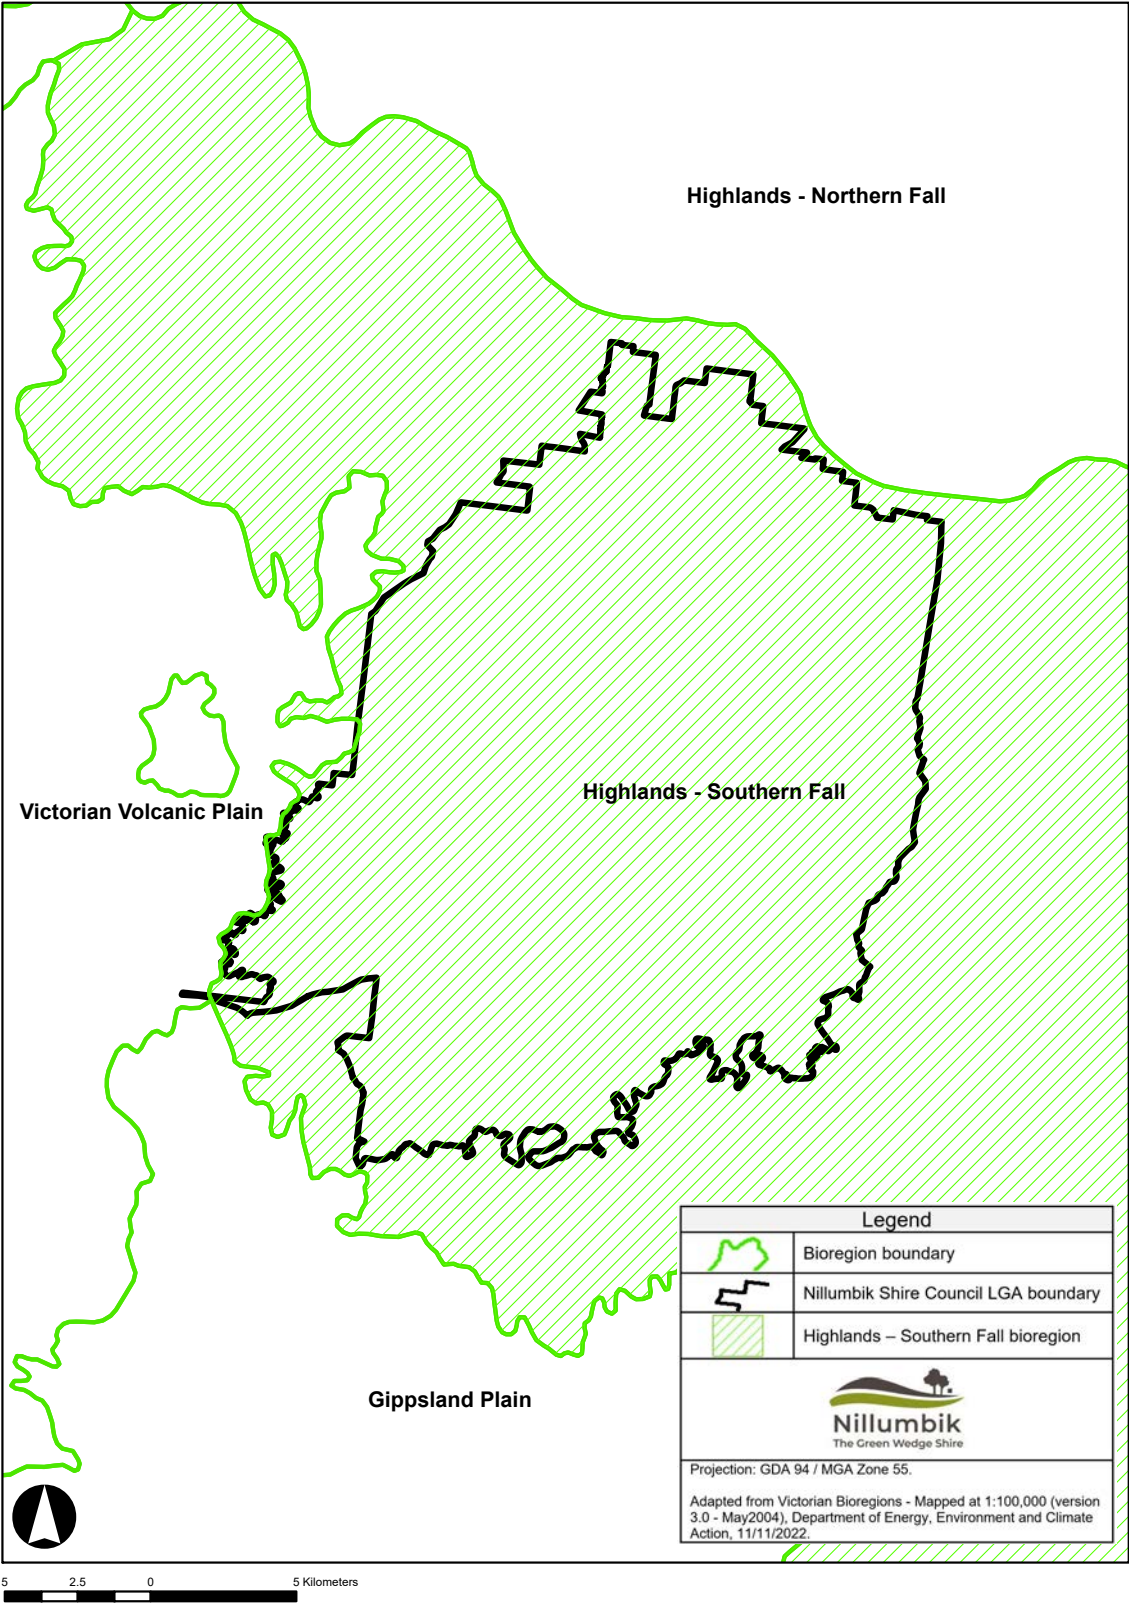 Highlands - Northern Fall
Highlands - Southern Fall
Victorian Volcanic Plain
Gippsland Plain
Legend
Bioregion boundary
Nillumbik Shire Council LGA boundary
Highlands – Southern Fall bioregion
Nillumbik
The Green Wedge Shire
Projection: GDA 94 / MGA Zone 55.
Adapted from Victorian Bioregions - Mapped at 1:100,000 (version
3.0 - May2004), Department of Energy, Environment and Climate
Action, 11/11/2022.
5 2.5 0 5 Kilometers